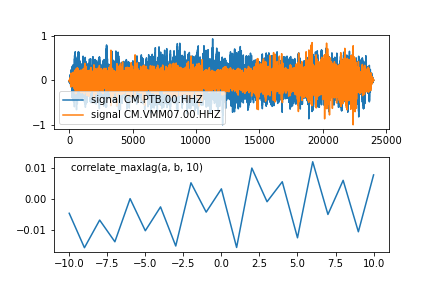 1
0
−1
signal CM.PTB.00.HHZ
signal CM.VMM07.00.HHZ
0 5000 10000 15000 20000 25000
correlate_maxlag(a, b, 10)
0.01
0.00
−0.01
−10.0 −7.5 −5.0 −2.5 0.0 2.5 5.0 7.5 10.0